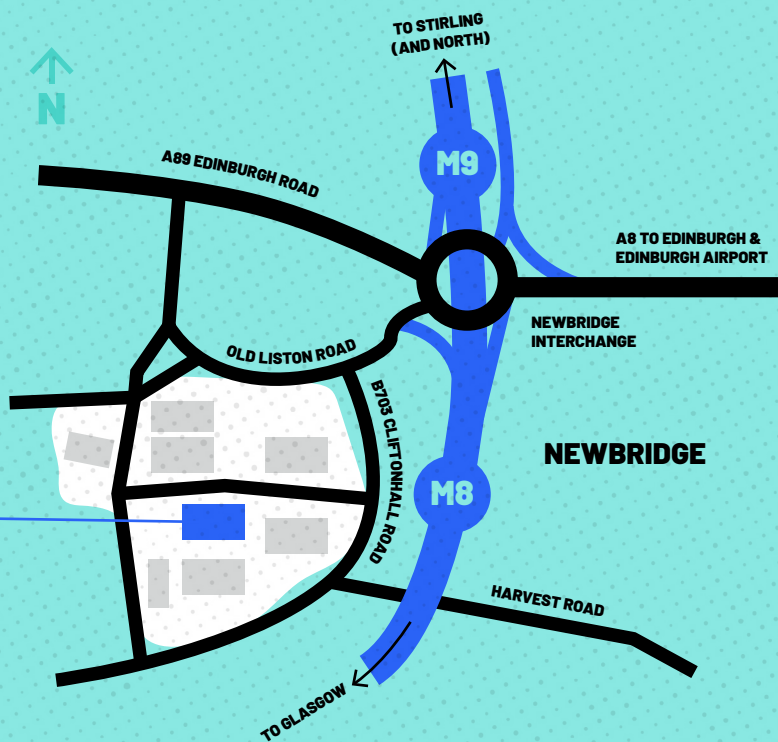 TO STIRLING
(AND NORTH)
N
M9
A89 EDINBURGH ROAD
A8 TO EDINBURGH &
EDINBURGH AIRPORT
NEWBRIDGE
INTERCHANGE
OLD LISTON ROAD
B703 CLIFTONHALL ROAD
NEWBRIDGE
M8
HARVEST ROAD
TO GLASGOW